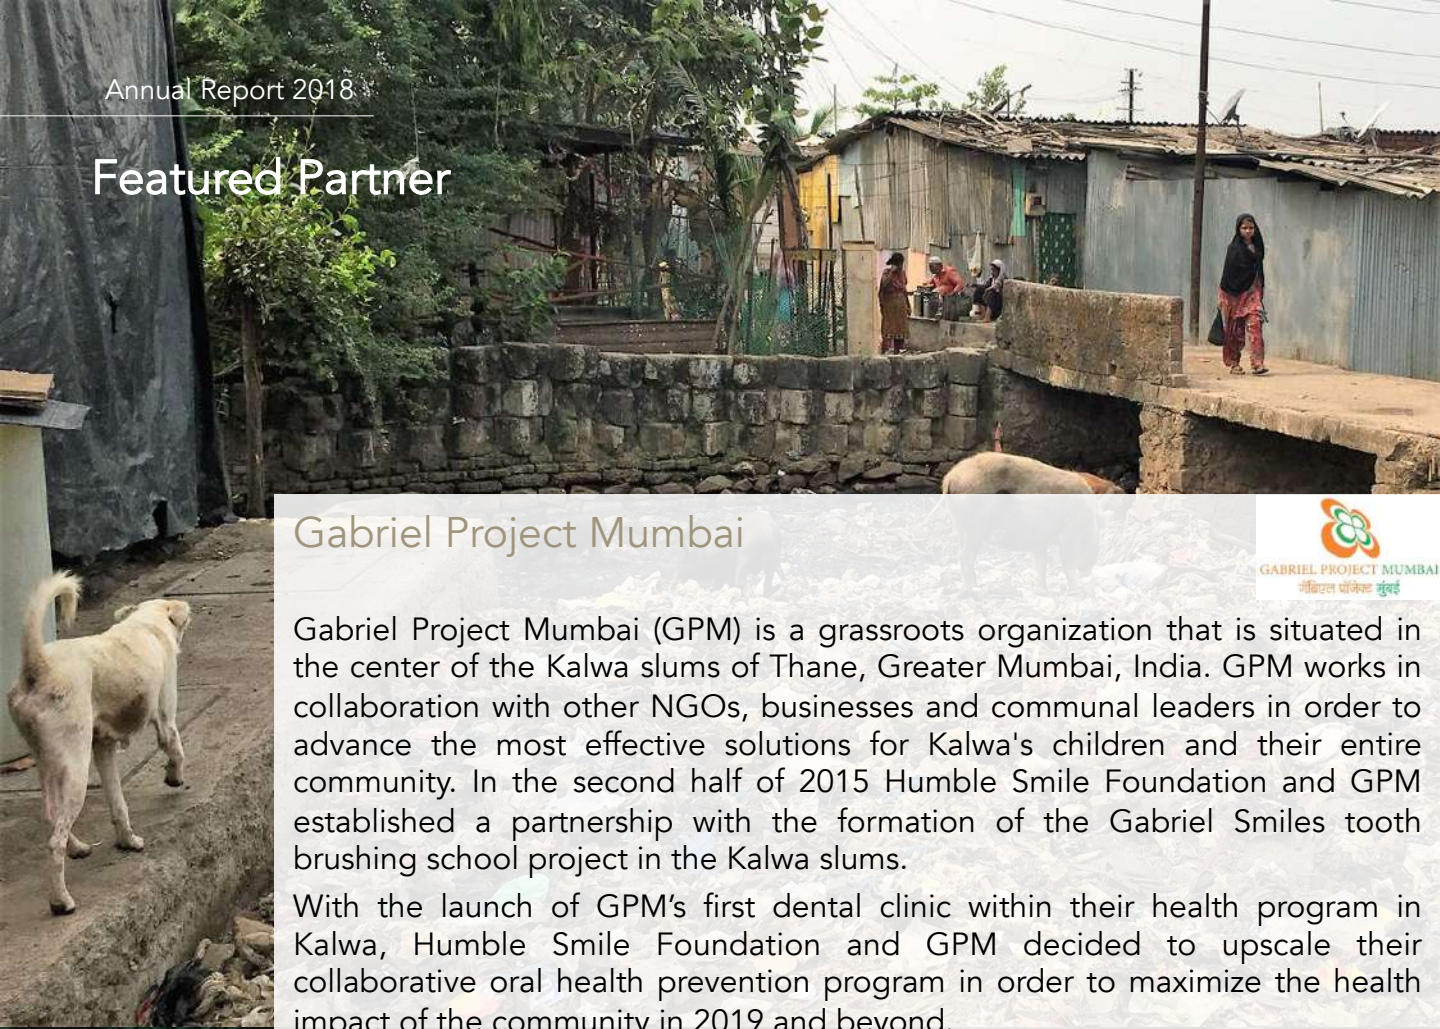 Annual Report 2018
Featured Partner
Gabriel Project Mumbai
GABRIEL PROJECT MUMBAI
गॅब्रिएल प्रॉजेक्ट मुंबई
Gabriel Project Mumbai (GPM) is a grassroots organization that is situated in
the center of the Kalwa slums of Thane, Greater Mumbai, India. GPM works in
collaboration with other NGOs, businesses and communal leaders in order to
advance the most effective solutions for Kalwa's children and their entire
community. In the second half of 2015 Humble Smile Foundation and GPM
established a partnership with the formation of the Gabriel Smiles tooth
brushing school project in the Kalwa slums.
With the launch of GPM’s first dental clinic within their health program in
Kalwa, Humble Smile Foundation and GPM decided to upscale their
collaborative oral health prevention program in order to maximize the health
impact of the community in 2019 and beyond.